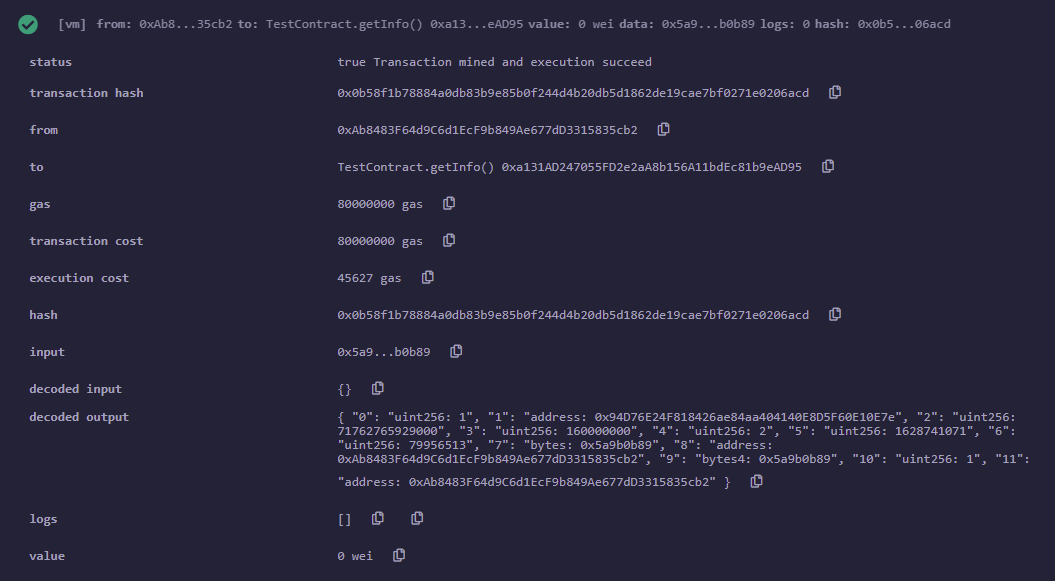 [vm] from: 0xAb8...35cb2 to: TestContract.getInfo() 0xa13...eAD95 value: 0 wei data: 0x5a9...b0b89 logs: 0 hash: 0x0b5...06acd
status true Transaction mined and execution succeed
transaction hash 0x0b58f1b78884a0db83b9e85b0f244d4b20db5d1862de19cae7bf0271e0206acd
from 0xAb8483F64d9C6d1EcF9b849Ae677dD3315835cb2
to TestContract.getInfo() 0xa131AD247055FD2e2aA8b156A11bdEc81b9eAD95
gas 80000000 gas
transaction cost 80000000 gas
execution cost 45627 gas
hash 0x0b58f1b78884a0db83b9e85b0f244d4b20db5d1862de19cae7bf0271e0206acd
input 0x5a9...b0b89
decoded input {}
decoded output { "0": "uint256: 1", "1": "address: 0x94D76E24F818426ae84aa404140E8D5F60E10E7e", "2": "uint256:
71762765929000", "3": "uint256: 160000000", "4": "uint256: 2", "5": "uint256: 1628741071", "6":
"uint256: 79956513", "7": "bytes: 0x5a9b0b89", "8": "address:
0xAb8483F64d9C6d1EcF9b849Ae677dD3315835cb2", "9": "bytes4: 0x5a9b0b89", "10": "uint256: 1", "11":
"address: 0xAb8483F64d9C6d1EcF9b849Ae677dD3315835cb2" }
logs []
value 0 wei